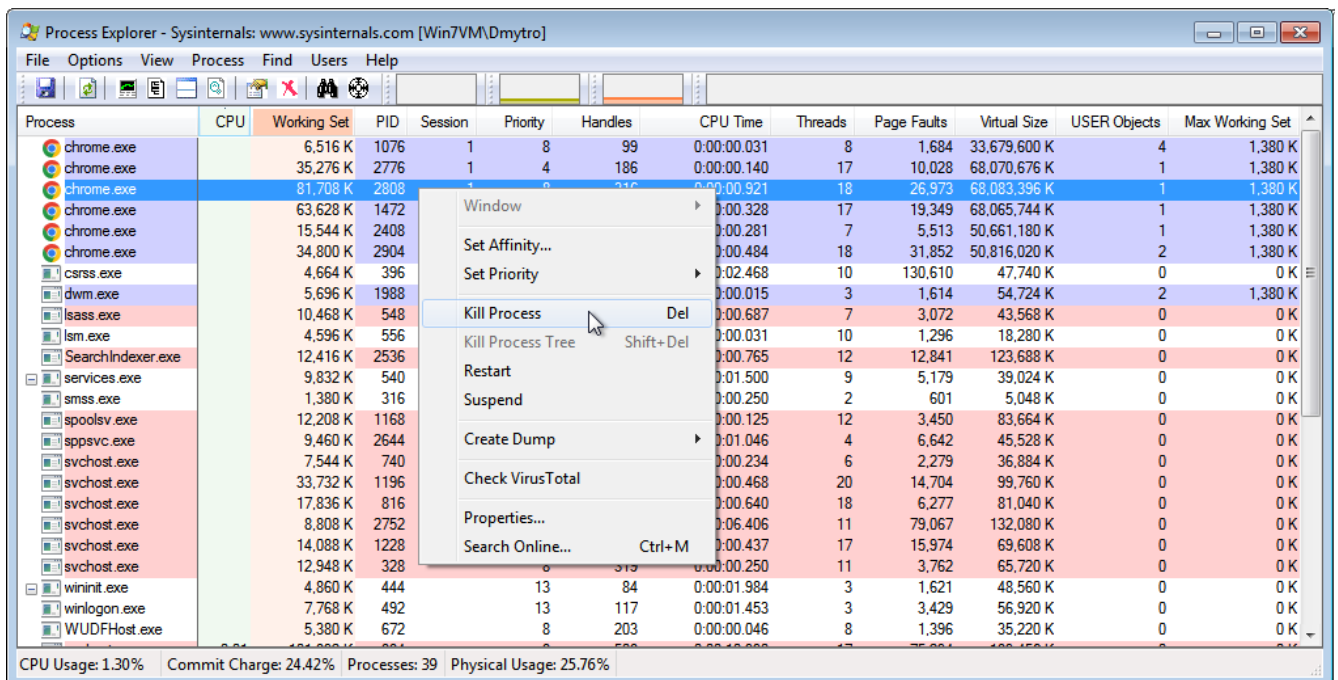 Process Explorer - Sysinternals: www.sysinternals.com [Win7VM\Dmytro]
File Options View Process Find Users Help
Process CPU Working Set PID Session Priority Handles CPU Time Threads Page Faults Virtual Size USER Objects Max Working Set
chrome.exe 6,516 K 1076 1 8 99 0:00:00.031 8 1,684 33,679,600 K 4 1,380 K
chrome.exe 35,276 K 2776 1 4 186 0:00:00.140 17 10,028 68,070,676 K 1 1,380 K
chrome.exe 81,708 K 2808 0:00:00.921 18 26,973 68,083,396 K 1 1,380 K
chrome.exe 63,628 K 1472 Window 0:00.328 17 19,349 68,065,744 K 1 1,380 K
chrome.exe 15,544 K 2408 Set Affinity... 0:00.281 7 5,513 50,661,180 K 1 1,380 K
chrome.exe 34,800 K 2904 0:00.484 18 31,852 50,816,020 K 2 1,380 K
csrss.exe 4,664 K 396 Set Priority 0:02.468 10 130,610 47,740 K 0 K
dwm.exe 5,696 K 1988 0:00.015 3 1,614 54,724 K 2 1,380 K
lsass.exe 10,468 K 548 Kill Process Del 0:00.687 7 3,072 43,568 K 0 0 K
lsm.exe 4,596 K 556 Kill Process Tree Shift+Del 0:00.031 10 1,296 18,280 K 0 0 K
SearchIndexer.exe 12,416 K 2536 0:00.765 12 12,841 123,688 K 0 0 K
services.exe 9,832 K 540 Restart 0:01.500 9 5,179 39,024 K 0 0 K
smss.exe 1,380 K 316 Suspend 0:00.250 2 601 5,048 K 0 0 K
spoolsv.exe 12,208 K 1168 0:00.125 12 3,450 83,664 K 0 0 K
sppsvc.exe 9,460 K 2644 Create Dump 0:01.046 4 6,642 45,528 K 0 0 K
svchost.exe 7,544 K 740 0:00.234 6 2,279 36,884 K 0 0 K
svchost.exe 33,732 K 1196 Check VirusTotal 0:00.468 20 14,704 99,760 K 0 0 K
svchost.exe 17,836 K 816 0:00.640 18 6,277 81,040 K 0 0 K
svchost.exe 8,808 K 2752 Properties... 0:06.406 11 79,067 132,080 K 0 0 K
svchost.exe 14,088 K 1228 Search Online... Ctrl+M 0:00.437 17 15,974 69,608 K 0 0 K
svchost.exe 12,948 K 328 8 319 0:00:00.250 11 3,762 65,720 K 0 0 K
wininit.exe 4,860 K 444 13 84 0:00:01.984 3 1,621 48,560 K 0 0 K
winlogon.exe 7,768 K 492 13 117 0:00:01.453 3 3,429 56,920 K 0 0 K
WUDFHost.exe 5,380 K 672 8 203 0:00:00.046 8 1,396 35,220 K 0 0 K
CPU Usage: 1.30% Commit Charge: 24.42% Processes: 39 Physical Usage: 25.76%